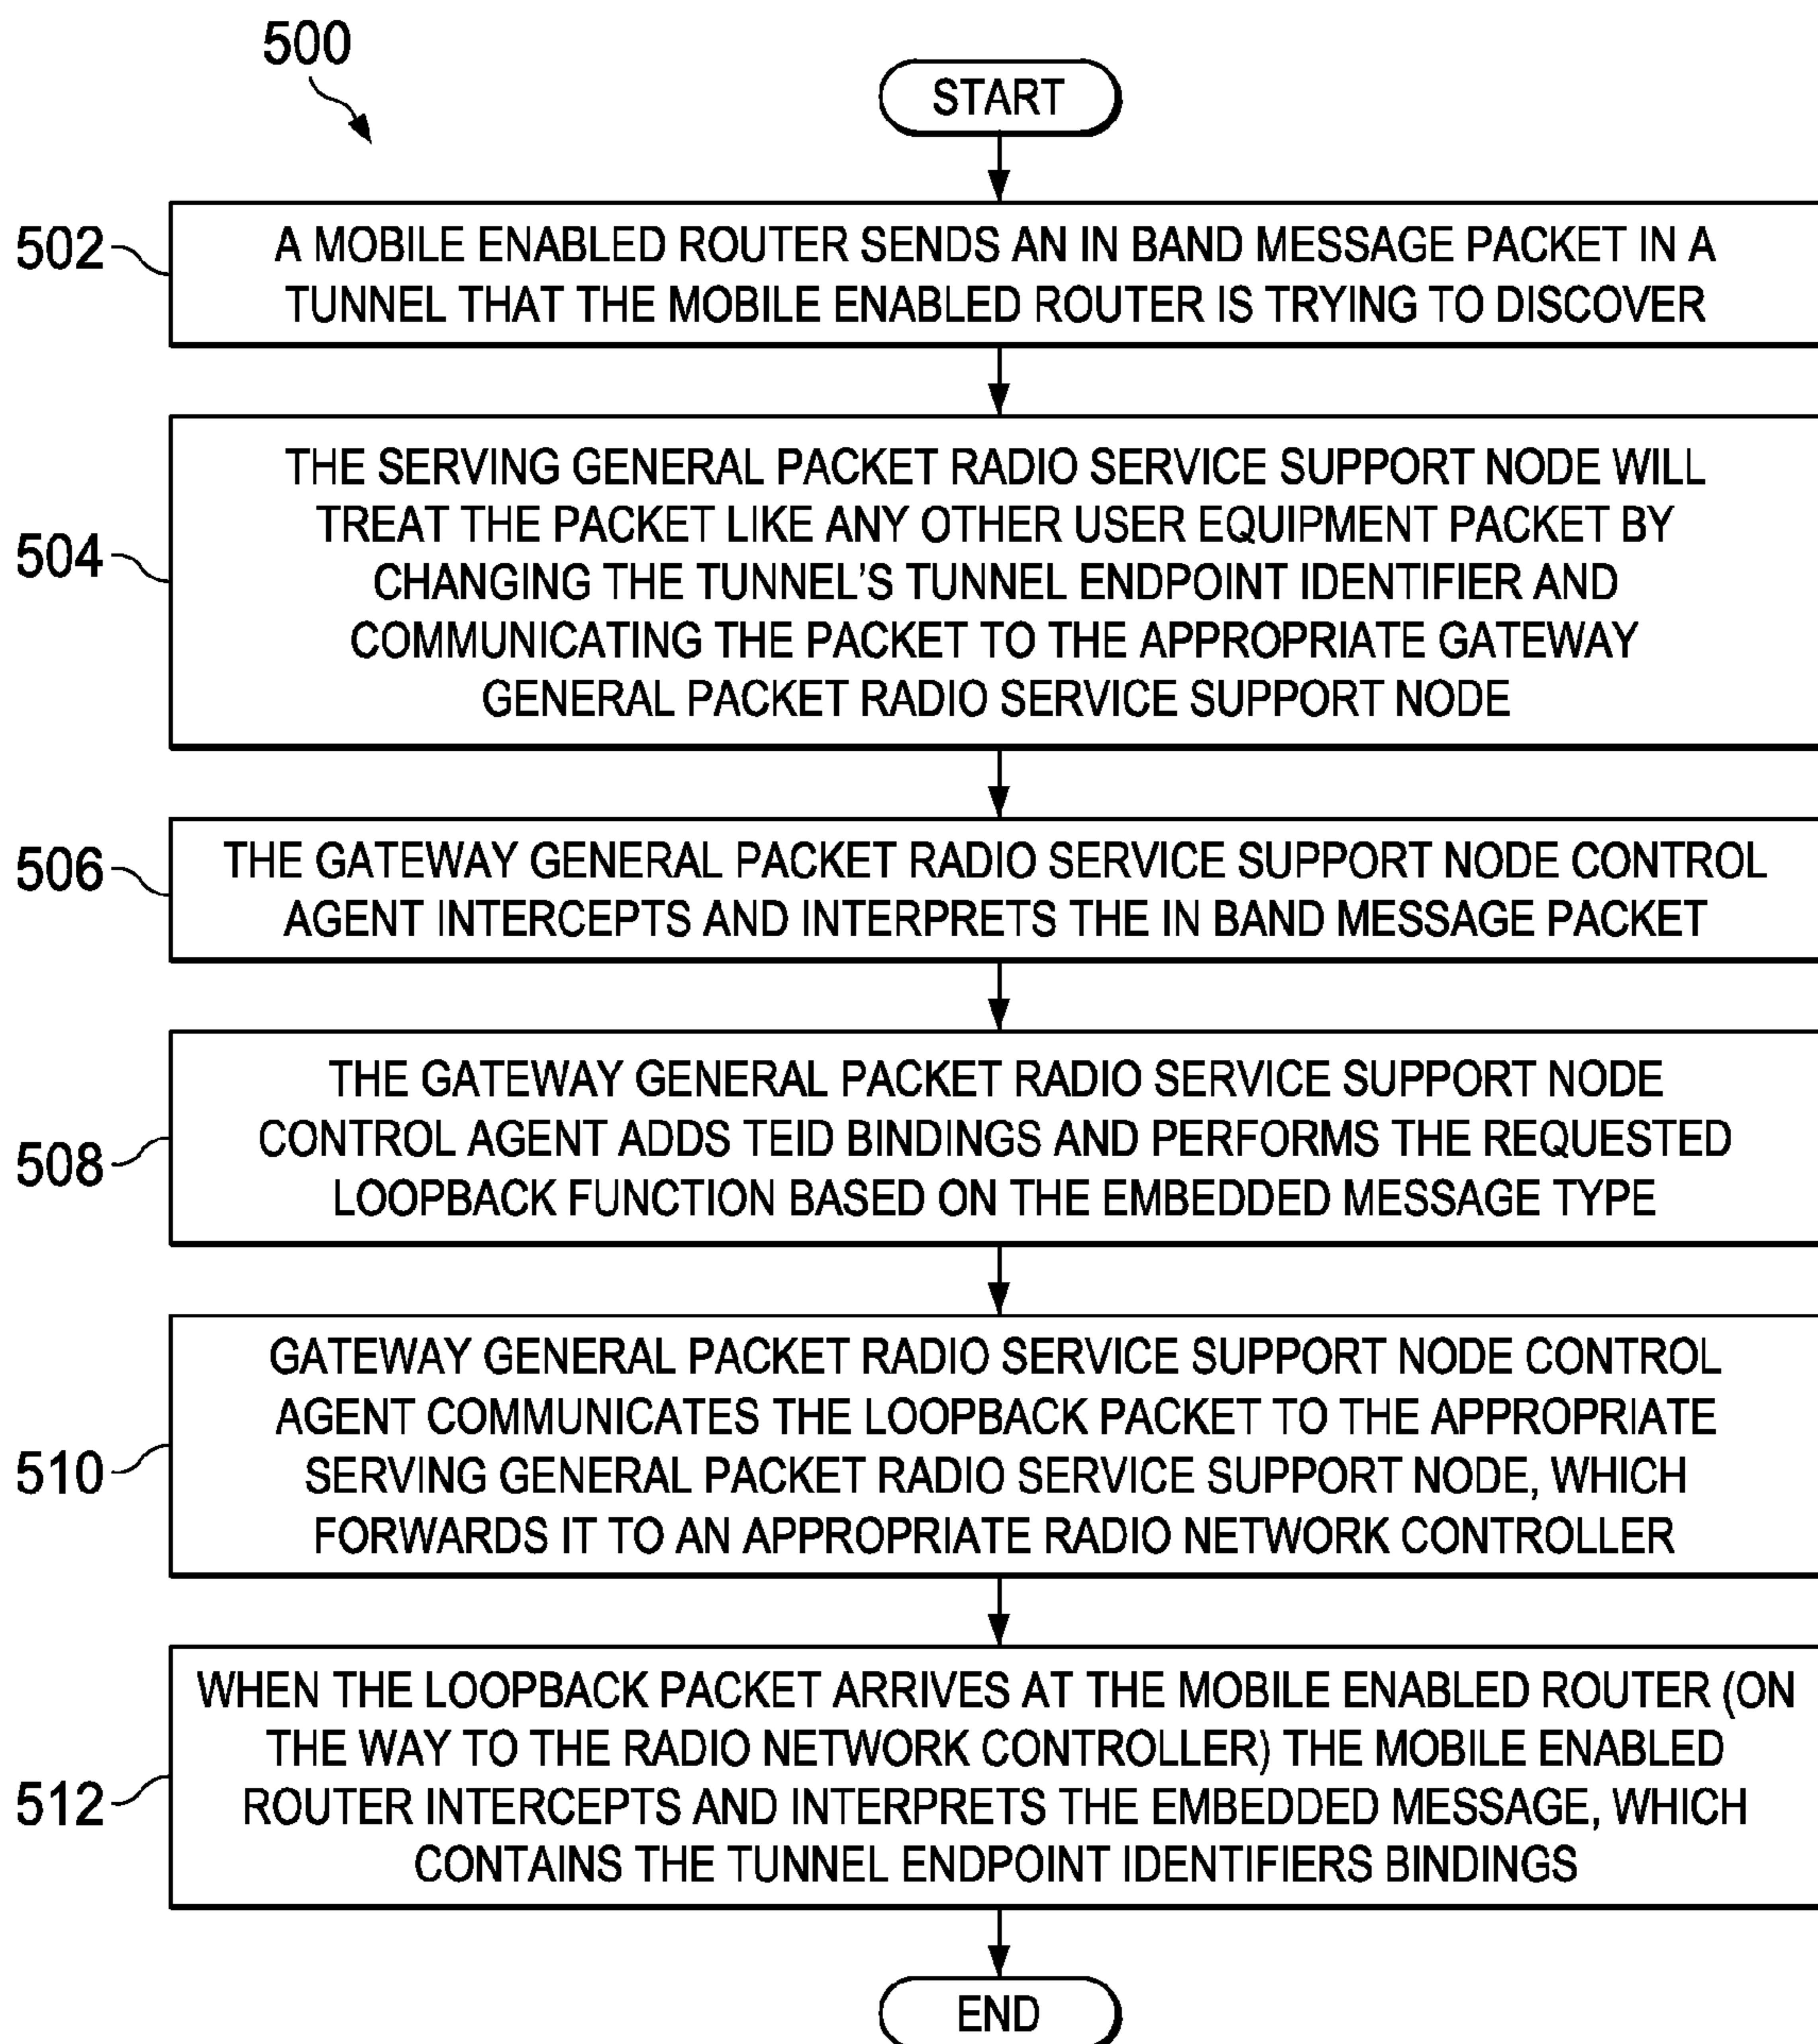 500
START
502
A MOBILE ENABLED ROUTER SENDS AN IN BAND MESSAGE PACKET IN A
TUNNEL THAT THE MOBILE ENABLED ROUTER IS TRYING TO DISCOVER
504
THE SERVING GENERAL PACKET RADIO SERVICE SUPPORT NODE WILL
TREAT THE PACKET LIKE ANY OTHER USER EQUIPMENT PACKET BY
CHANGING THE TUNNEL'S TUNNEL ENDPOINT IDENTIFIER AND
COMMUNICATING THE PACKET TO THE APPROPRIATE GATEWAY
GENERAL PACKET RADIO SERVICE SUPPORT NODE
506
THE GATEWAY GENERAL PACKET RADIO SERVICE SUPPORT NODE CONTROL
AGENT INTERCEPTS AND INTERPRETS THE IN BAND MESSAGE PACKET
508
THE GATEWAY GENERAL PACKET RADIO SERVICE SUPPORT NODE
CONTROL AGENT ADDS TEID BINDINGS AND PERFORMS THE REQUESTED
LOOPBACK FUNCTION BASED ON THE EMBEDDED MESSAGE TYPE
510
GATEWAY GENERAL PACKET RADIO SERVICE SUPPORT NODE CONTROL
AGENT COMMUNICATES THE LOOPBACK PACKET TO THE APPROPRIATE
SERVING GENERAL PACKET RADIO SERVICE SUPPORT NODE, WHICH
FORWARDS IT TO AN APPROPRIATE RADIO NETWORK CONTROLLER
512
WHEN THE LOOPBACK PACKET ARRIVES AT THE MOBILE ENABLED ROUTER (ON
THE WAY TO THE RADIO NETWORK CONTROLLER) THE MOBILE ENABLED
ROUTER INTERCEPTS AND INTERPRETS THE EMBEDDED MESSAGE, WHICH
CONTAINS THE TUNNEL ENDPOINT IDENTIFIERS BINDINGS
END